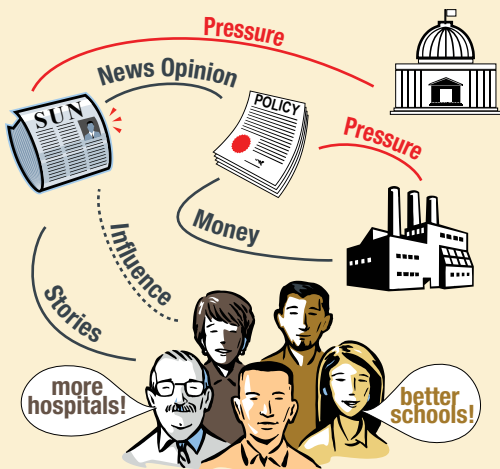 Pressure
News Opinion
SUN
POLICY
Pressure
Money
Influence
Stories
more
hospitals!
better
schools!